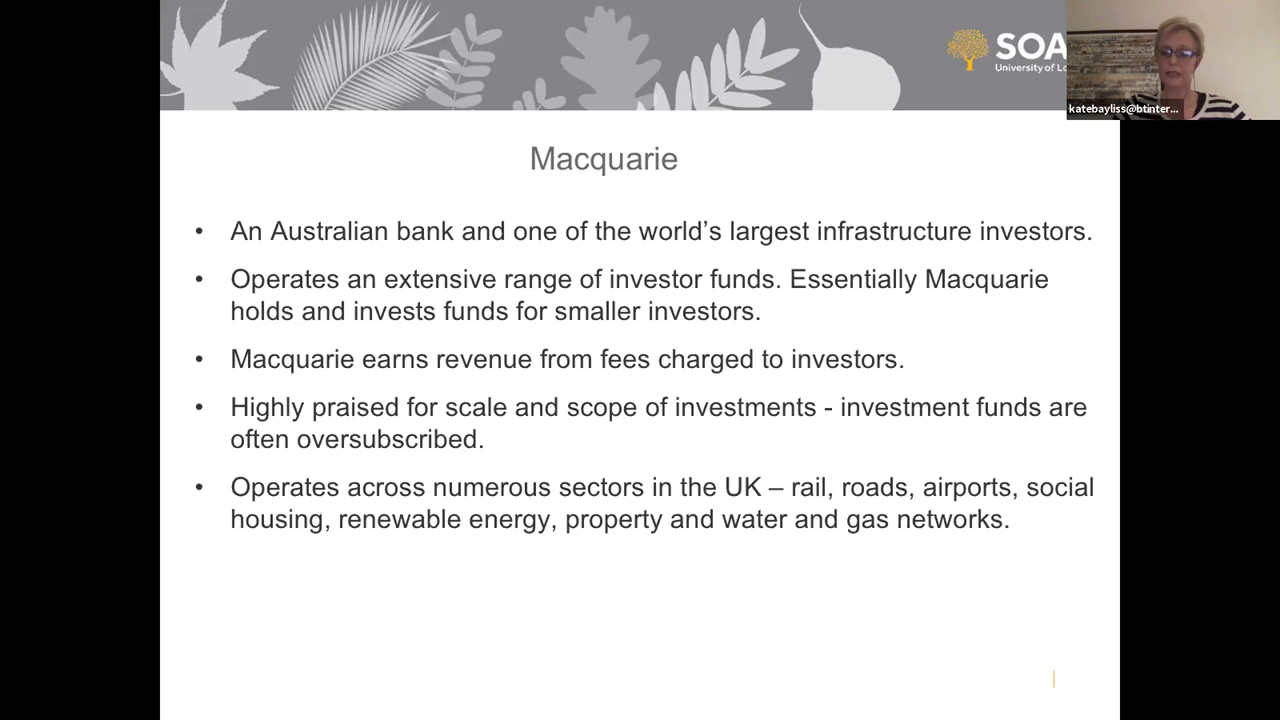 SOA
University of Lo
katebayliss@btinter...
Macquarie
• An Australian bank and one of the world’s largest infrastructure investors.
• Operates an extensive range of investor funds. Essentially Macquarie
holds and invests funds for smaller investors.
• Macquarie earns revenue from fees charged to investors.
• Highly praised for scale and scope of investments - investment funds are
often oversubscribed.
• Operates across numerous sectors in the UK – rail, roads, airports, social
housing, renewable energy, property and water and gas networks.